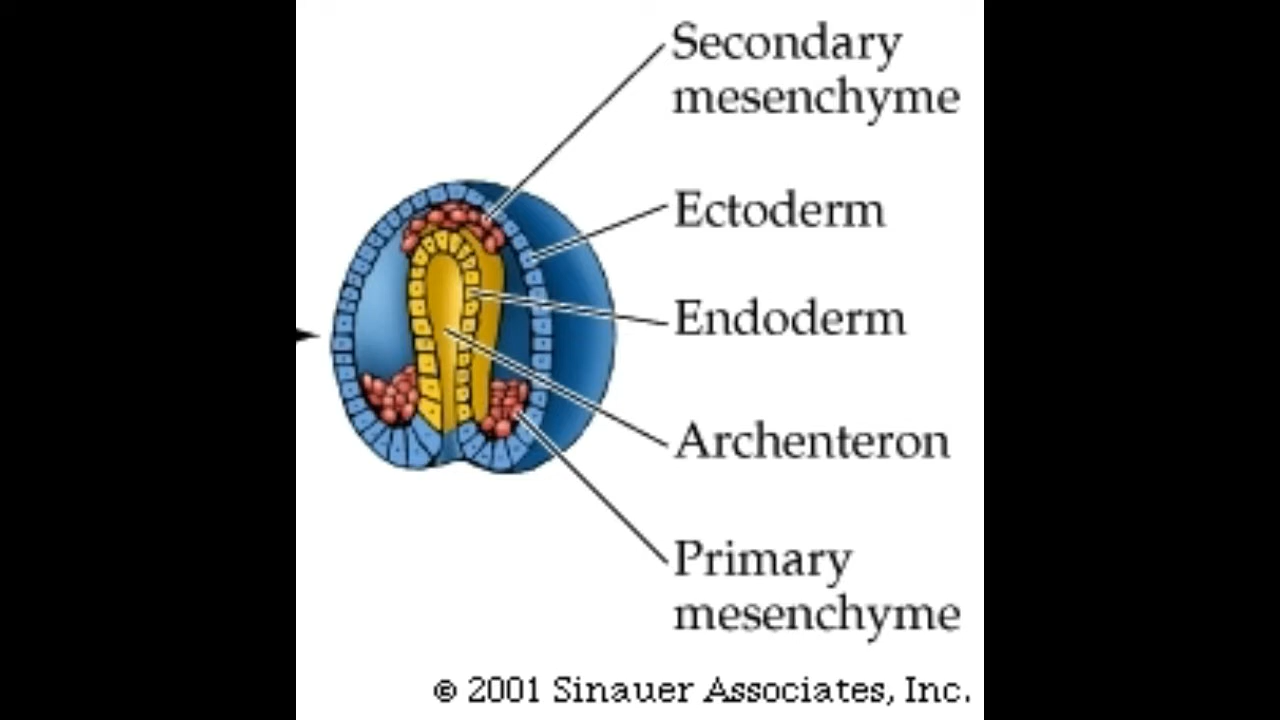 Secondary
mesenchyme
Ectoderm
Endoderm
Archenteron
Primary
mesenchyme
© 2001 Sinauer Associates, Inc.